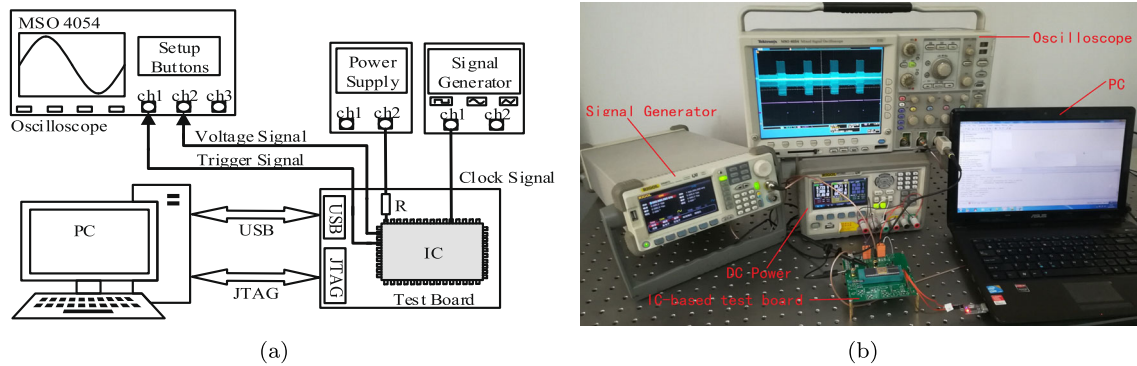 MSO 4054
Setup
Buttons
ch1
ch2
ch3
Oscilloscope
Power
Supply
ch1
ch2
Signal
Generator
ch1
ch2
Voltage Signal
Trigger Signal
Clock Signal
R
PC
USB
USB
JTAG
JTAG
IC
Test Board
(a)
Tektronix
Oscilloscope
PC
Signal Generator
DC Power
IC-based test board
ASUS
(b)